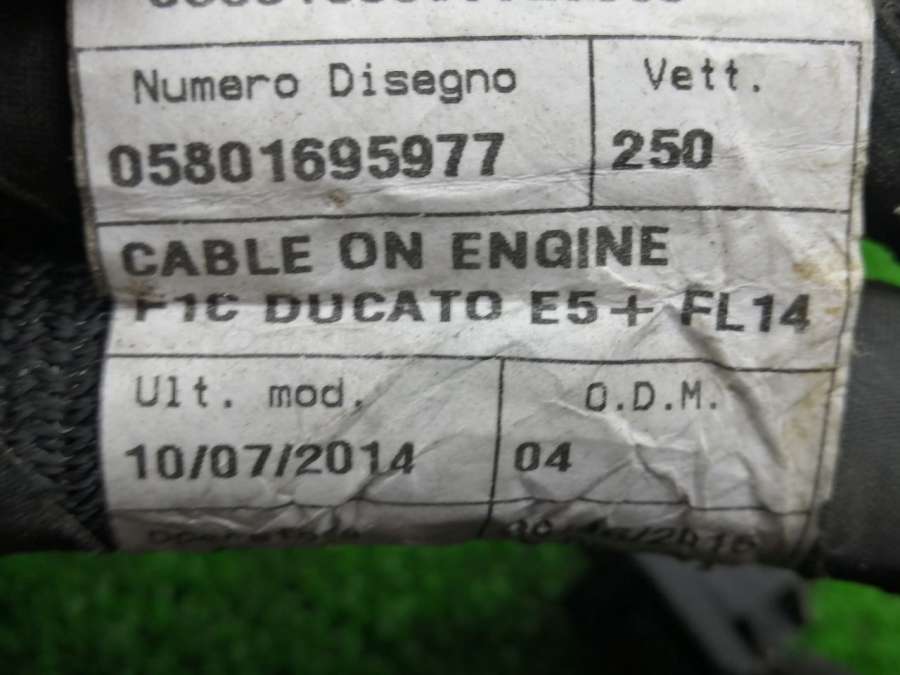 Numero Disegno
Vett.
05801695977
250
CABLE ON ENGINE
F1C DUCATO E5+ FL14
Ult. mod.
O.D.M.
10/07/2014
04